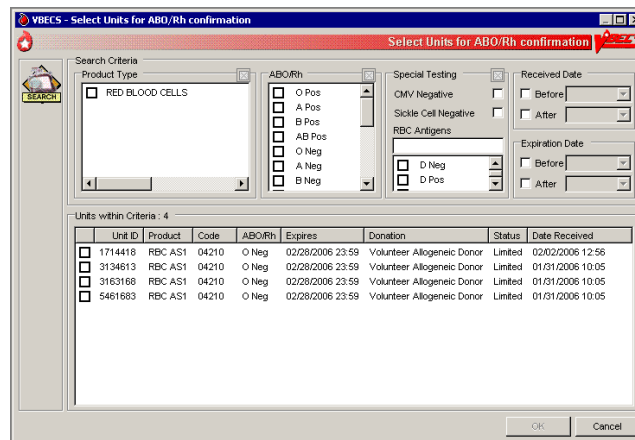 VBECS - Select Units for ABO/Rh confirmation
Select Units for ABO/Rh confirmation
SEARCH
Search Criteria
Product Type
RED BLOOD CELLS
ABO/Rh
O Pos
A Pos
B Pos
AB Pos
O Neg
A Neg
B Neg
Special Testing
CMV Negative
Sickle Cell Negative
RBC Antigens
D Neg
D Pos
Received Date
Before
After
Expiration Date
Before
After
Units within Criteria : 4
Unit ID Product Code ABO/Rh Expires Donation Status Date Received
1714418 RBC AS1 04210 O Neg 02/28/2006 23:59 Volunteer Allogeneic Donor Limited 02/02/2006 12:56
3134613 RBC AS1 04210 O Neg 02/28/2006 23:59 Volunteer Allogeneic Donor Limited 01/31/2006 10:05
3163168 RBC AS1 04210 O Neg 02/28/2006 23:59 Volunteer Allogeneic Donor Limited 01/31/2006 10:05
5461683 RBC AS1 04210 O Neg 02/28/2006 23:59 Volunteer Allogeneic Donor Limited 01/31/2006 10:05
OK Cancel